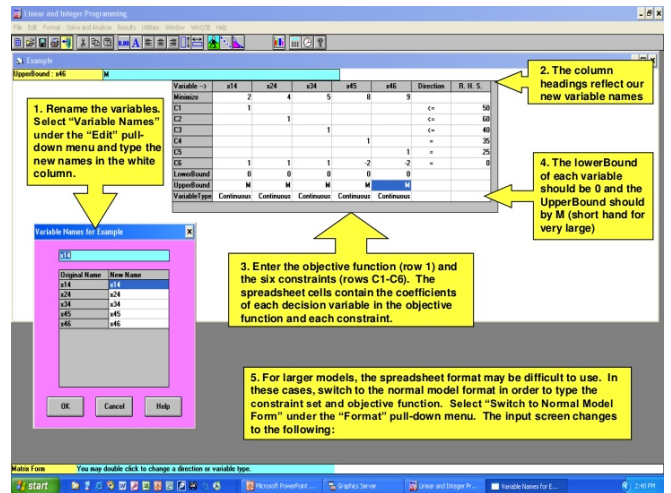 Linear and Integer Programming
File Edit Format Solve and Analyze Results Utilities Window WinQSB Help
Example
UpperBound : x46 M
Variable --> x14 x24 x34 x45 x46 Direction R. H. S.
Minimize 2 4 5 8 9
C1 1 <= 50
C2 1 <= 60
C3 1 <= 40
C4 1 = 35
C5 1 = 25
C6 1 1 1 -2 -2 = 0
LowerBound 0 0 0 0 0
UpperBound M M M M M
VariableType Continuous Continuous Continuous Continuous Continuous
1. Rename the variables.
Select “Variable Names”
under the “Edit” pull-
down menu and type the
new names in the white
column.
2. The column
headings reflect our
new variable names
4. The lowerBound
of each variable
should be 0 and the
UpperBound should
by M (short hand for
very large)
3. Enter the objective function (row 1) and
the six constraints (rows C1-C6). The
spreadsheet cells contain the coefficients
of each decision variable in the objective
function and each constraint.
Variable Names for Example
x14
Original Name New Name
x14 x14
x24 x24
x34 x34
x45 x45
x46 x46
OK Cancel Help
5. For larger models, the spreadsheet format may be difficult to use. In
these cases, switch to the normal model format in order to type the
constraint set and objective function. Select “Switch to Normal Model
Form” under the “Format” pull-down menu. The input screen changes
to the following:
Matrix Form You may double click to change a direction or variable type.
start Microsoft PowerPoint ... Graphics Server Linear and Integer Pr... Variable Names for E... 2:40 PM